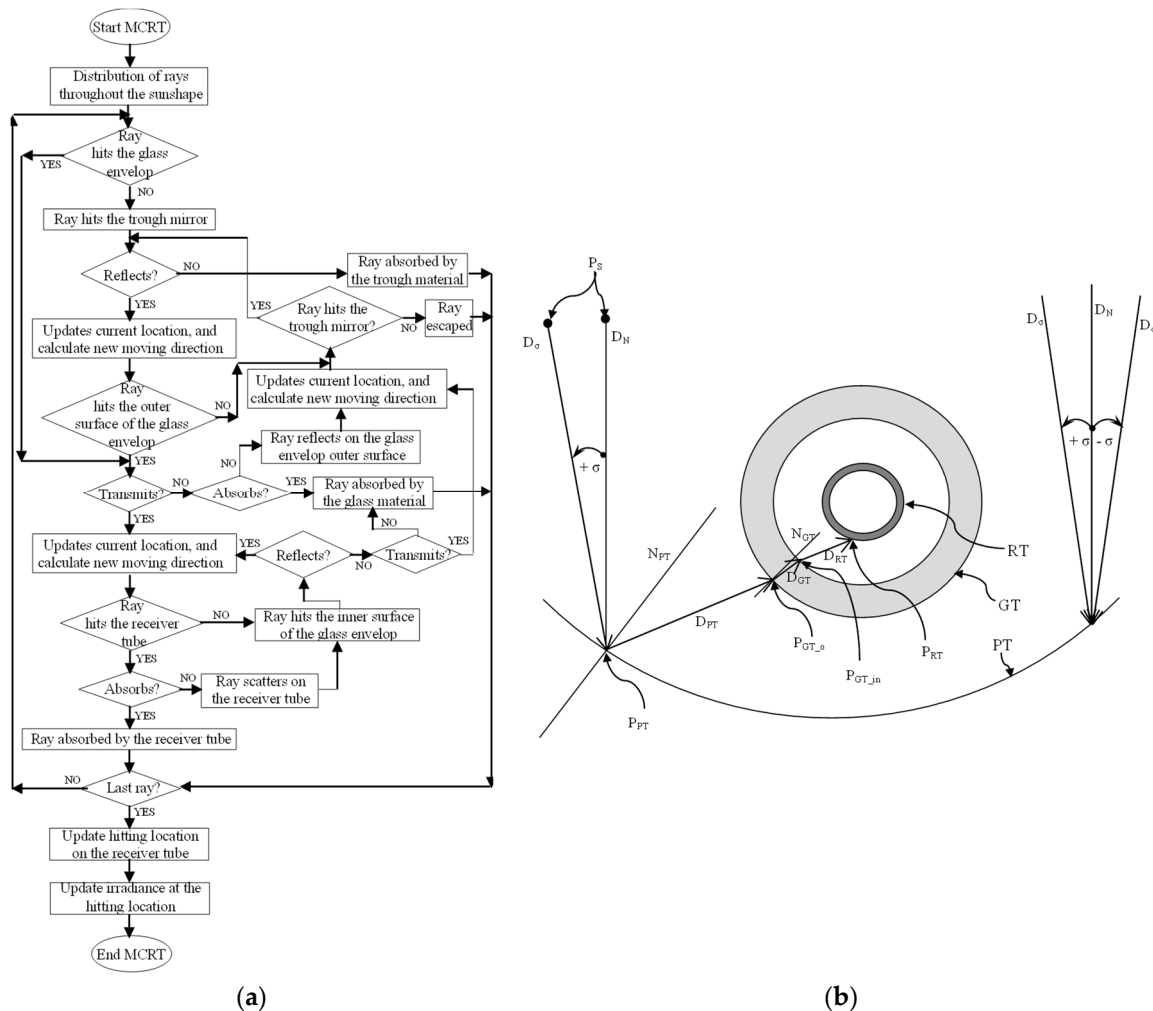 Start MCRT
Distribution of rays
throughout the sunshape
Ray
hits the glass
envelop
YES
NO
Ray hits the trough mirror
Reflects?
NO
Ray absorbed by
the trough material
YES
YES
Ray hits the
trough mirror?
NO
Ray
escaped
Updates current location, and
calculate new moving direction
Ray
hits the outer
surface of the glass
envelop
NO
YES
Updates current location, and
calculate new moving direction
Ray reflects on the glass
envelop outer surface
NO
Transmits?
NO
Absorbs?
YES
Ray absorbed by
the glass material
YES
NO
Updates current location, and
calculate new moving direction
YES
Reflects?
NO
Transmits?
YES
Ray
hits the receiver
tube
NO
Ray hits the inner surface
of the glass envelop
YES
Absorbs?
NO
Ray scatters on
the receiver tube
YES
Ray absorbed by the receiver tube
NO
Last ray?
YES
Update hitting location
on the receiver tube
Update irradiance at the
hitting location
End MCRT
(a)
P_S
D_σ
D_N
+ σ
D_σ
D_N
+ σ
- σ
N_PT
N_GT
D_RT
D_GT
D_PT
RT
GT
PT
P_GT_o
P_RT
P_GT_in
P_PT
(b)